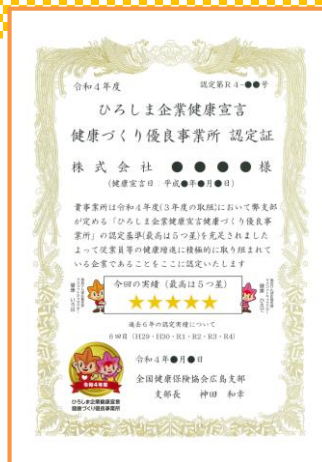 令和4年度
認定第R4-●●号
ひろしま企業健康宣言
健康づくり優良事業所 認定証
株式会社 ●●●●様
(健康宣言日:平成●年●月●日)
貴事業所は令和4年度(3年度の取組)において弊支部
が定める「ひろしま企業健康宣言健康づくり優良事
業所」の認定基準(最高は5つ星)を充足されました
よって従業員等の健康増進に積極的に取り組まれて
いる企業であることをここに認定いたします
今回の実績(最高は5つ星)
★★★★★
過去6年の認定実績について
6回目(H29・H30・R1・R2・R3・R4)
令和4年●月●日
全国健康保険協会広島支部
支部長 神田 和幸
令和4年度
ひろしま企業健康宣言
健康づくり優良事業所